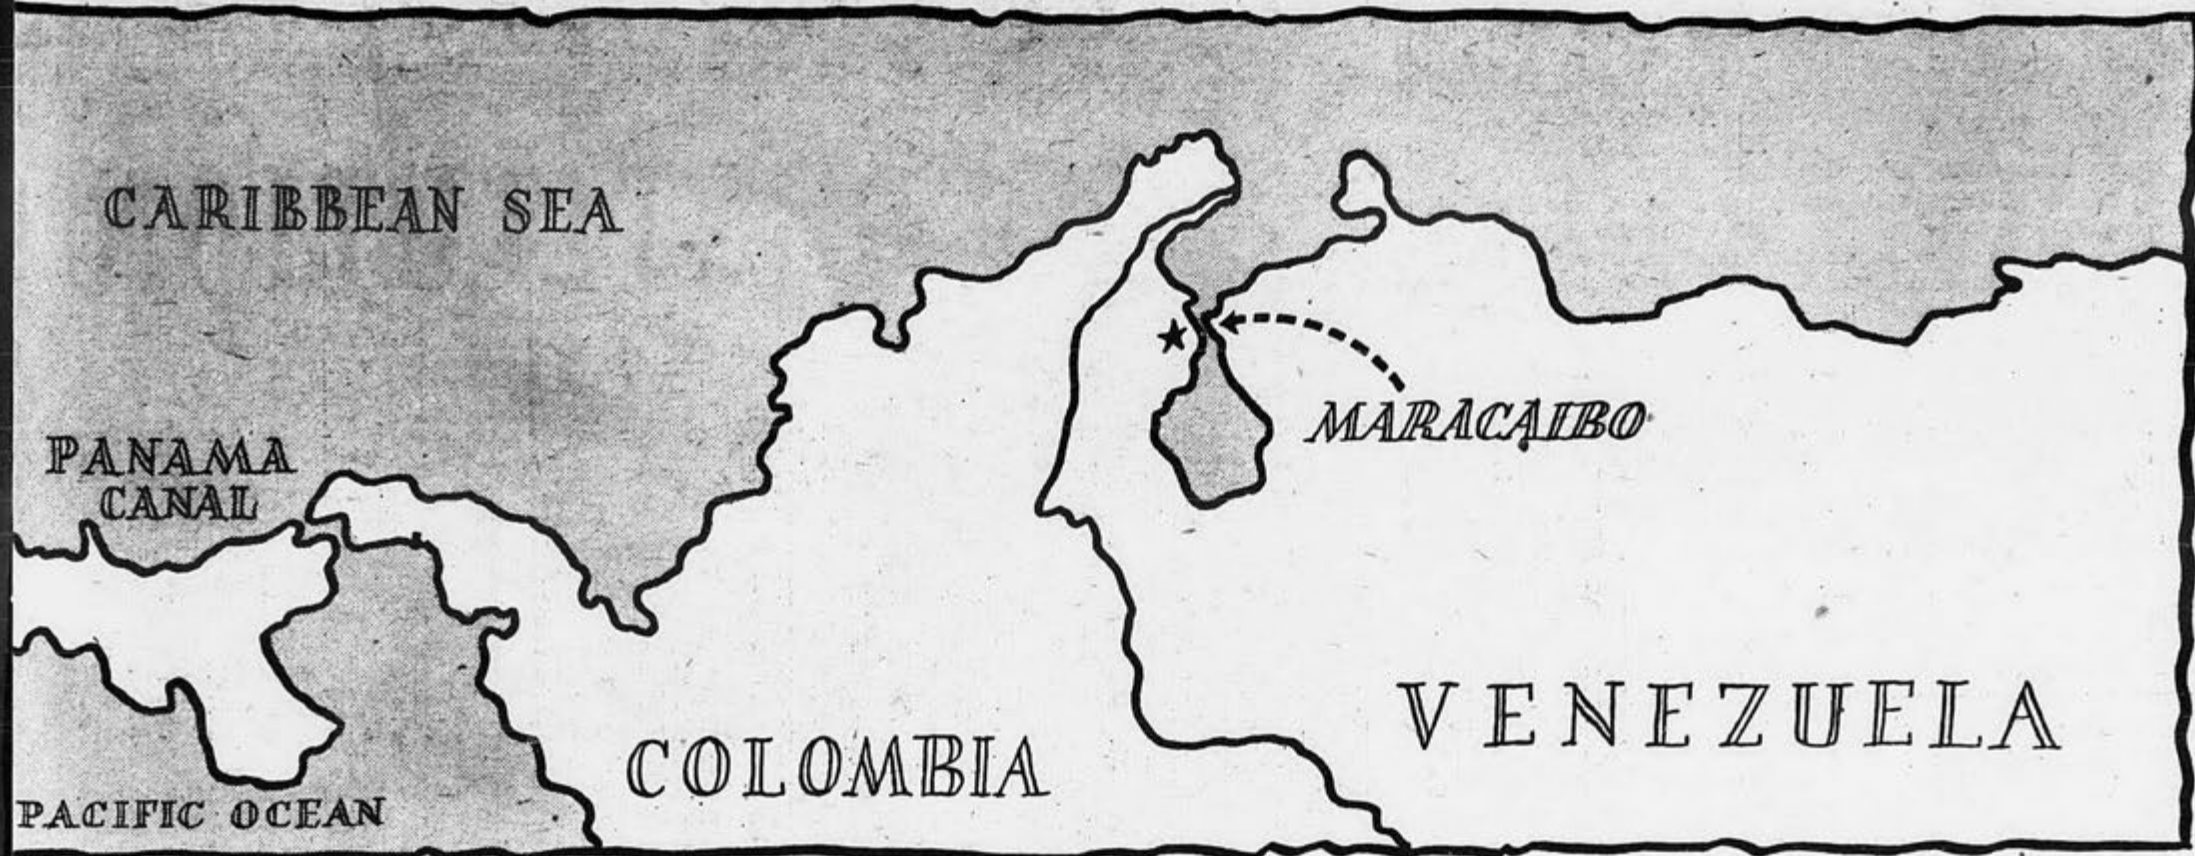 CARIBBEAN SEA
PANAMA
CANAL
MARACAIBO
VENEZUELA
COLOMBIA
PACIFIC OCEAN